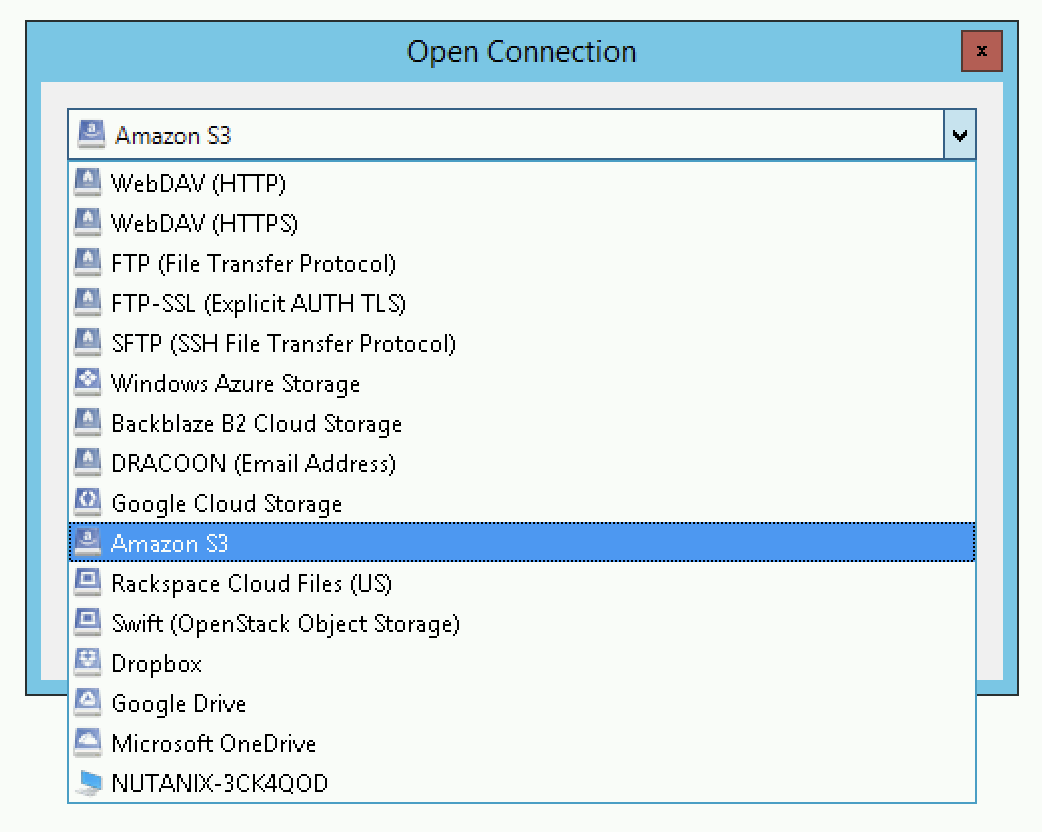 Open Connection
x
Amazon S3
WebDAV (HTTP)
WebDAV (HTTPS)
FTP (File Transfer Protocol)
FTP-SSL (Explicit AUTH TLS)
SFTP (SSH File Transfer Protocol)
Windows Azure Storage
Backblaze B2 Cloud Storage
DRACOON (Email Address)
Google Cloud Storage
Amazon S3
Rackspace Cloud Files (US)
Swift (OpenStack Object Storage)
Dropbox
Google Drive
Microsoft OneDrive
NUTANIX-3CK4QOD